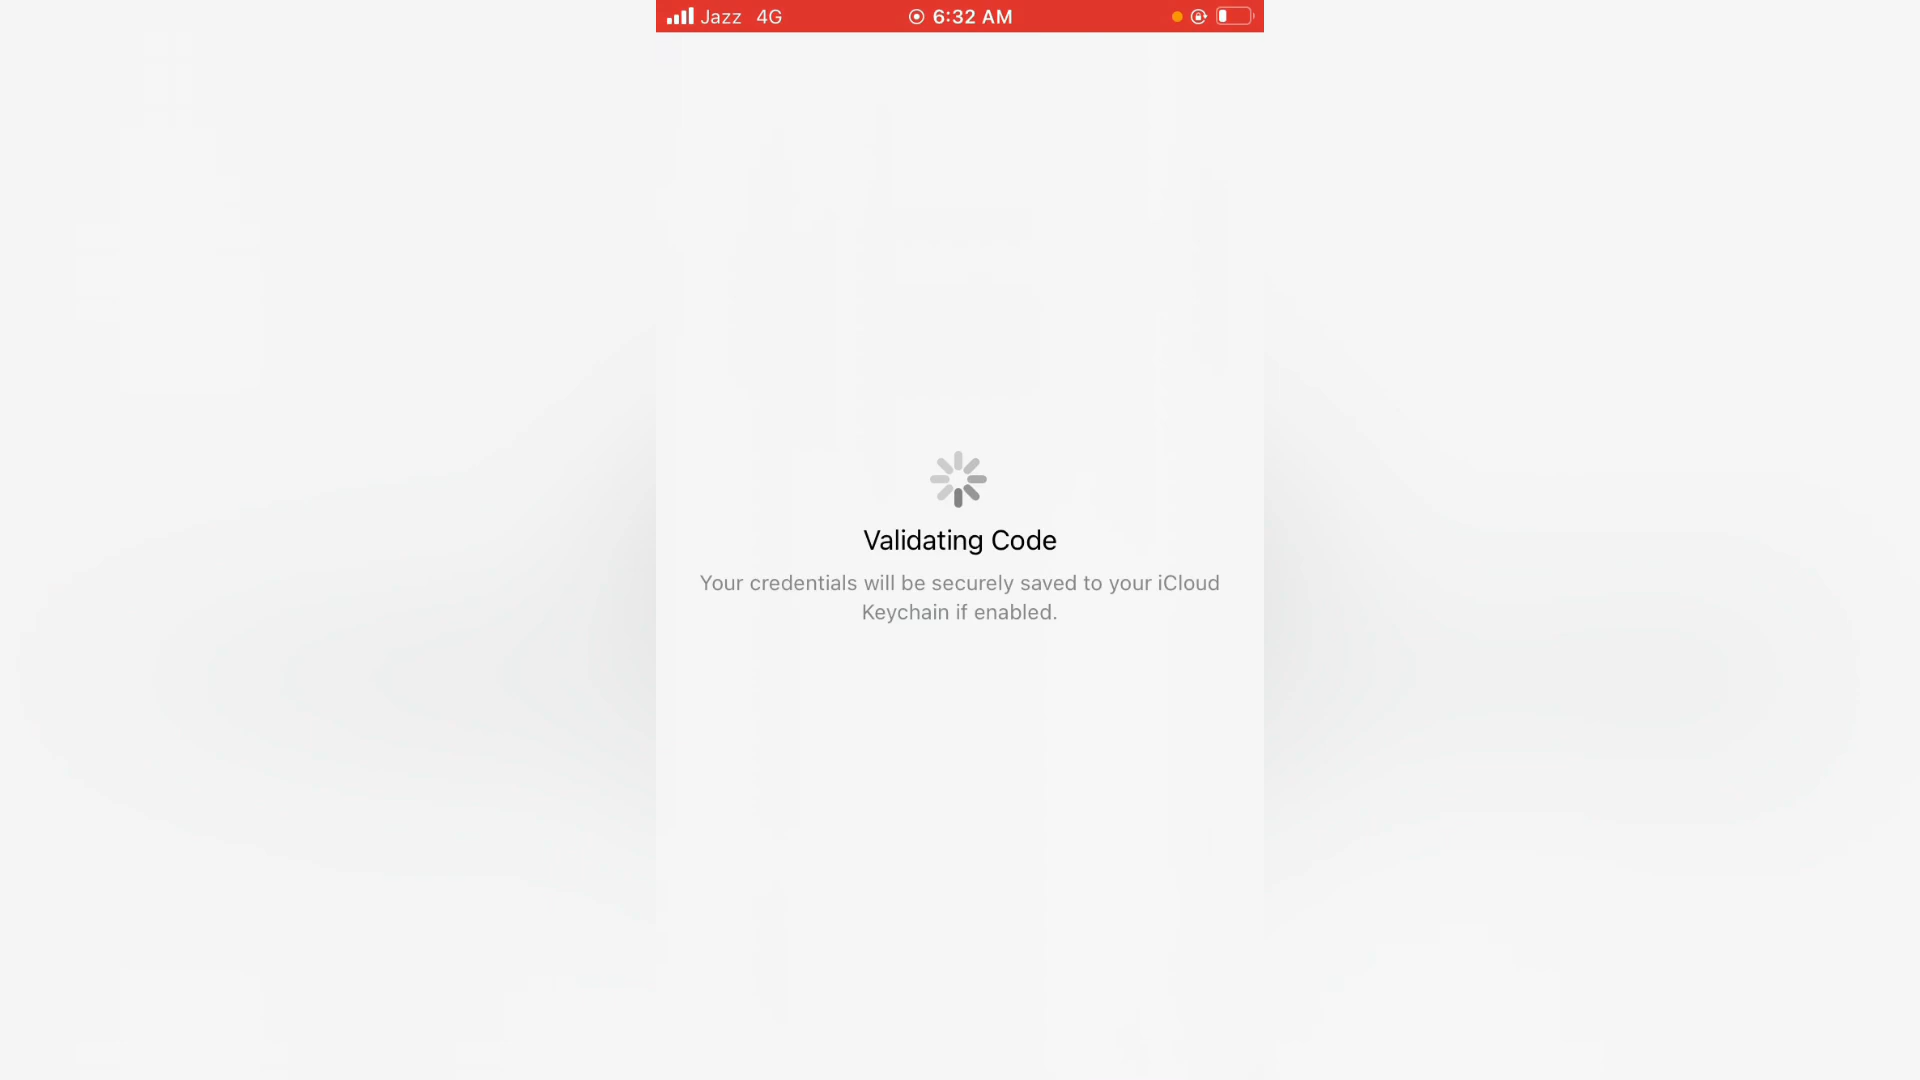 Jazz 4G 6:32 AM
Validating Code
Your credentials will be securely saved to your iCloud
Keychain if enabled.